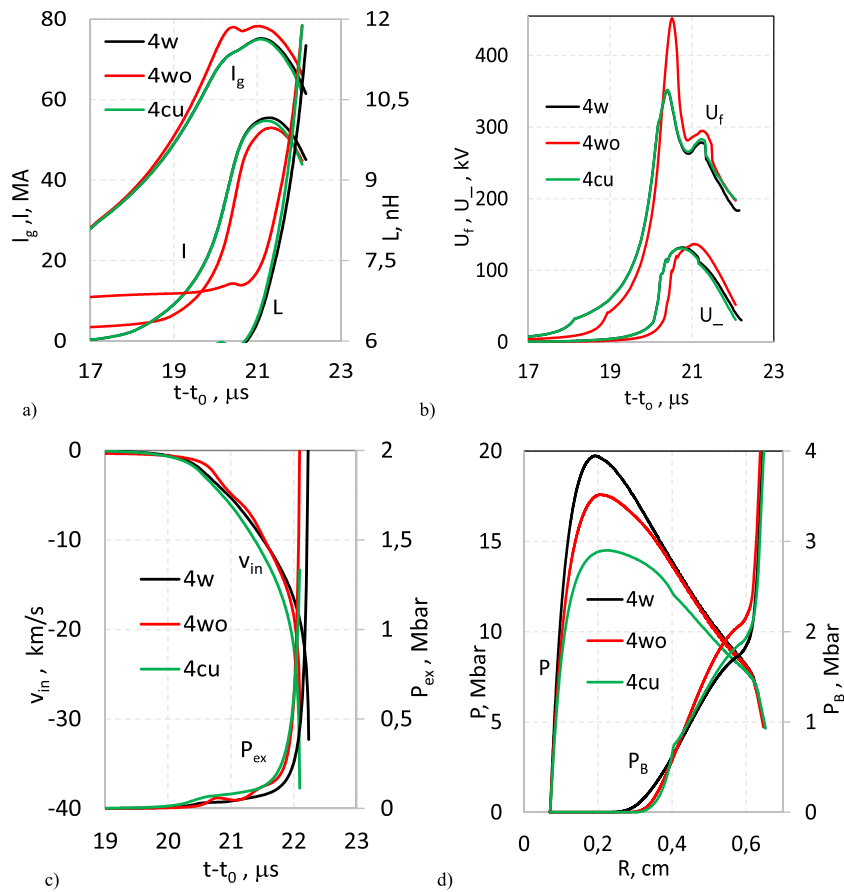 80
60
40
20
0
I_g ,I, MA
4w
4wo
4cu
I_g
I
L
12
10,5
9
7,5
6
L, nH
17 19 21 23
t-t_0 , μs
a)
400
300
200
100
0
U_f , U_ , kV
4w
4wo
4cu
U_f
U_
17 19 21 23
t-t_o , μs
b)
0
-10
-20
-30
-40
v_in , km/s
v_in
4w
4wo
4cu
P_ex
2
1,5
1
0,5
0
P_ex , Mbar
19 20 21 22
t-t_0 , μs
c)
20
15
10
5
0
P, Mbar
4w
4wo
4cu
P
P_B
4
3
2
1
0
P_B , Mbar
0 0,2 0,4 0,6
R, cm
d)